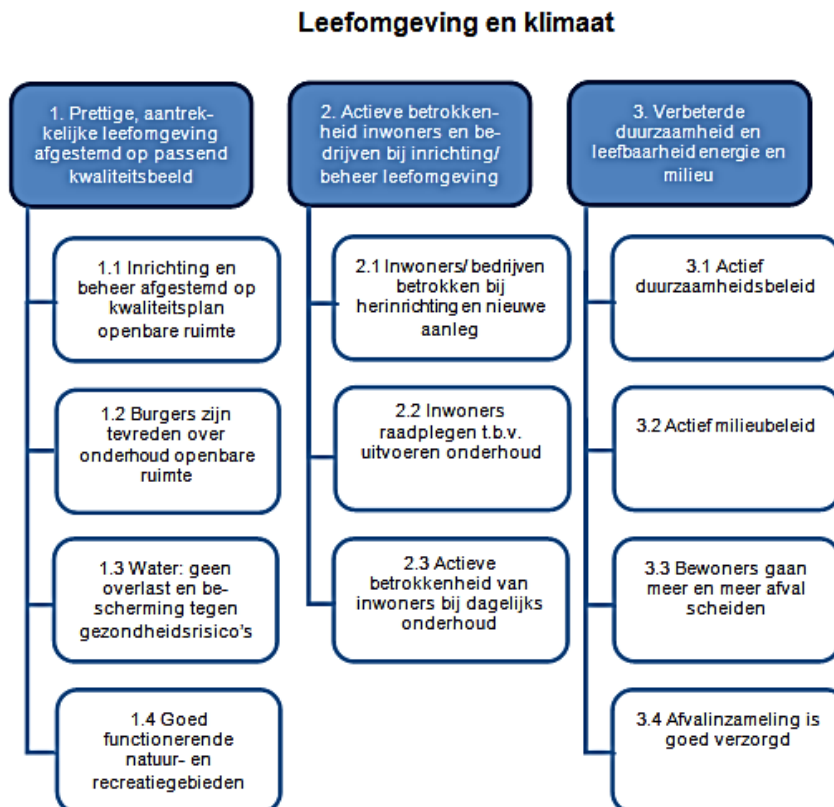 Leefomgeving en klimaat
1. Prettige, aantrek-
kkelijke leefomgeving
afgestemd op passend
kwaliteitsbeeld
1.1 Inrichting en
beheer afgestemd op
kwaliteitsplan
openbare ruimte
1.2 Burgers zijn
tevreden over
onderhoud openbare
ruimte
1.3 Water: geen
overlast en be-
scherming tegen
gezondheidsrisico's
1.4 Goed
functionerende
natuur- en
recreatiegebieden
2. Actieve betrokken-
heid inwoners en be-
drijven bij inrichting/
beheer leefomgeving
2.1 Inwoners/ bedrijven
betrokken bij
herinrichting en nieuwe
aanleg
2.2 Inwoners
raadplegen t.b.v.
uitvoeren onderhoud
2.3 Actieve
betrokkenheid van
inwoners bij dagelijks
onderhoud
3. Verbeterde
duurzaamheid en
leefbaarheid energie en
milieu
3.1 Actief
duurzaamheidsbeleid
3.2 Actief milieubeleid
3.3 Bewoners gaan
meer en meer afval
scheiden
3.4 Afvalinzameling is
goed verzorgd